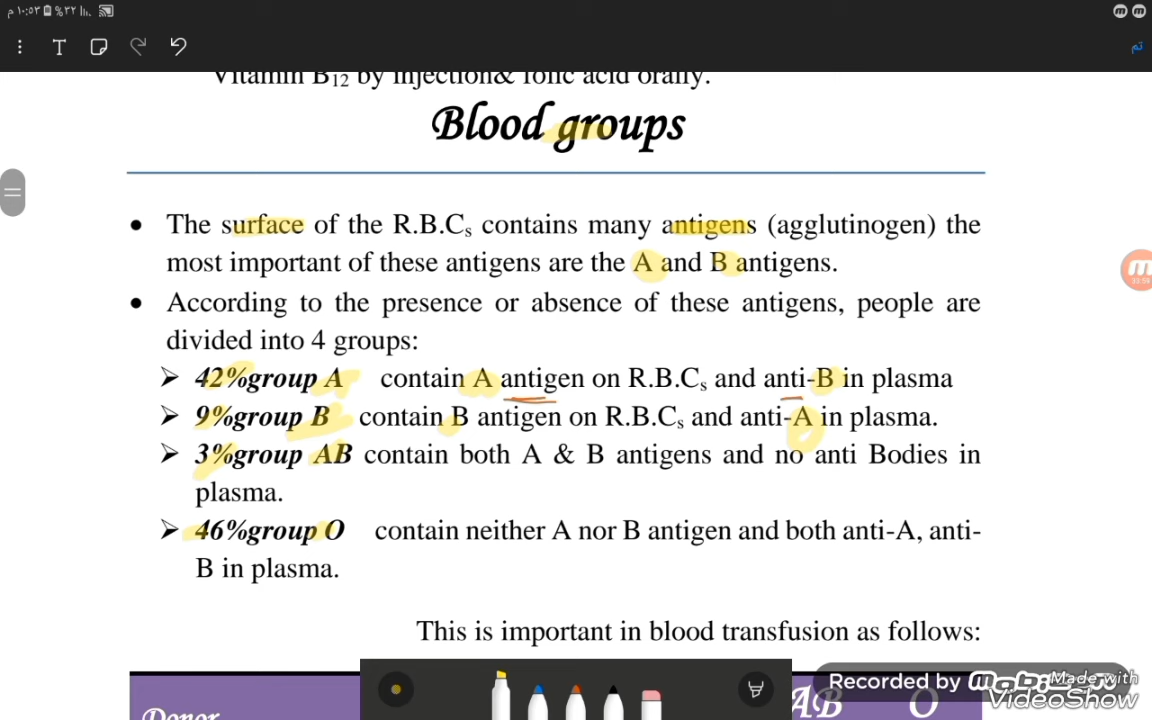 م ١٠:٥٣ %٣٢
T
تم
Vitamin B12 by injection& folic acid orally.
Blood groups
• The surface of the R.B.Cs contains many antigens (agglutinogen) the
most important of these antigens are the A and B antigens.
• According to the presence or absence of these antigens, people are
divided into 4 groups:
➢ 42%group A contain A antigen on R.B.Cs and anti-B in plasma
➢ 9%group B contain B antigen on R.B.Cs and anti-A in plasma.
➢ 3%group AB contain both A & B antigens and no anti Bodies in
plasma.
➢ 46%group O contain neither A nor B antigen and both anti-A, anti-
B in plasma.
This is important in blood transfusion as follows:
Donor AB O
Recorded by
Made with
VideoShow